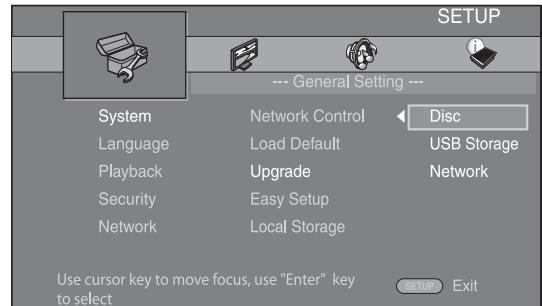 SETUP
--- General Setting ---
System Network Control Disc
Language Load Default USB Storage
Playback Upgrade Network
Security Easy Setup
Network Local Storage
Use cursor key to move focus, use "Enter" key
to select
SETUP Exit